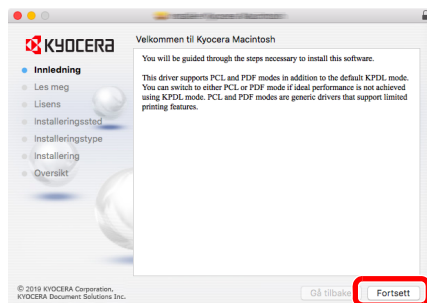 KYOCERA
Velkommen til Kyocera Macintosh
You will be guided through the steps necessary to install this software.
This driver supports PCL and PDF modes in addition to the default KPDL mode.
You can switch to either PCL or PDF mode if ideal performance is not achieved
using KPDL mode. PCL and PDF modes are generic drivers that support limited
printing features.
Innledning
Les meg
Lisens
Installeringssted
Installeringstype
Installering
Oversikt
© 2019 KYOCERA Corporation,
KYOCERA Document Solutions Inc.
Gå tilbake
Fortsett